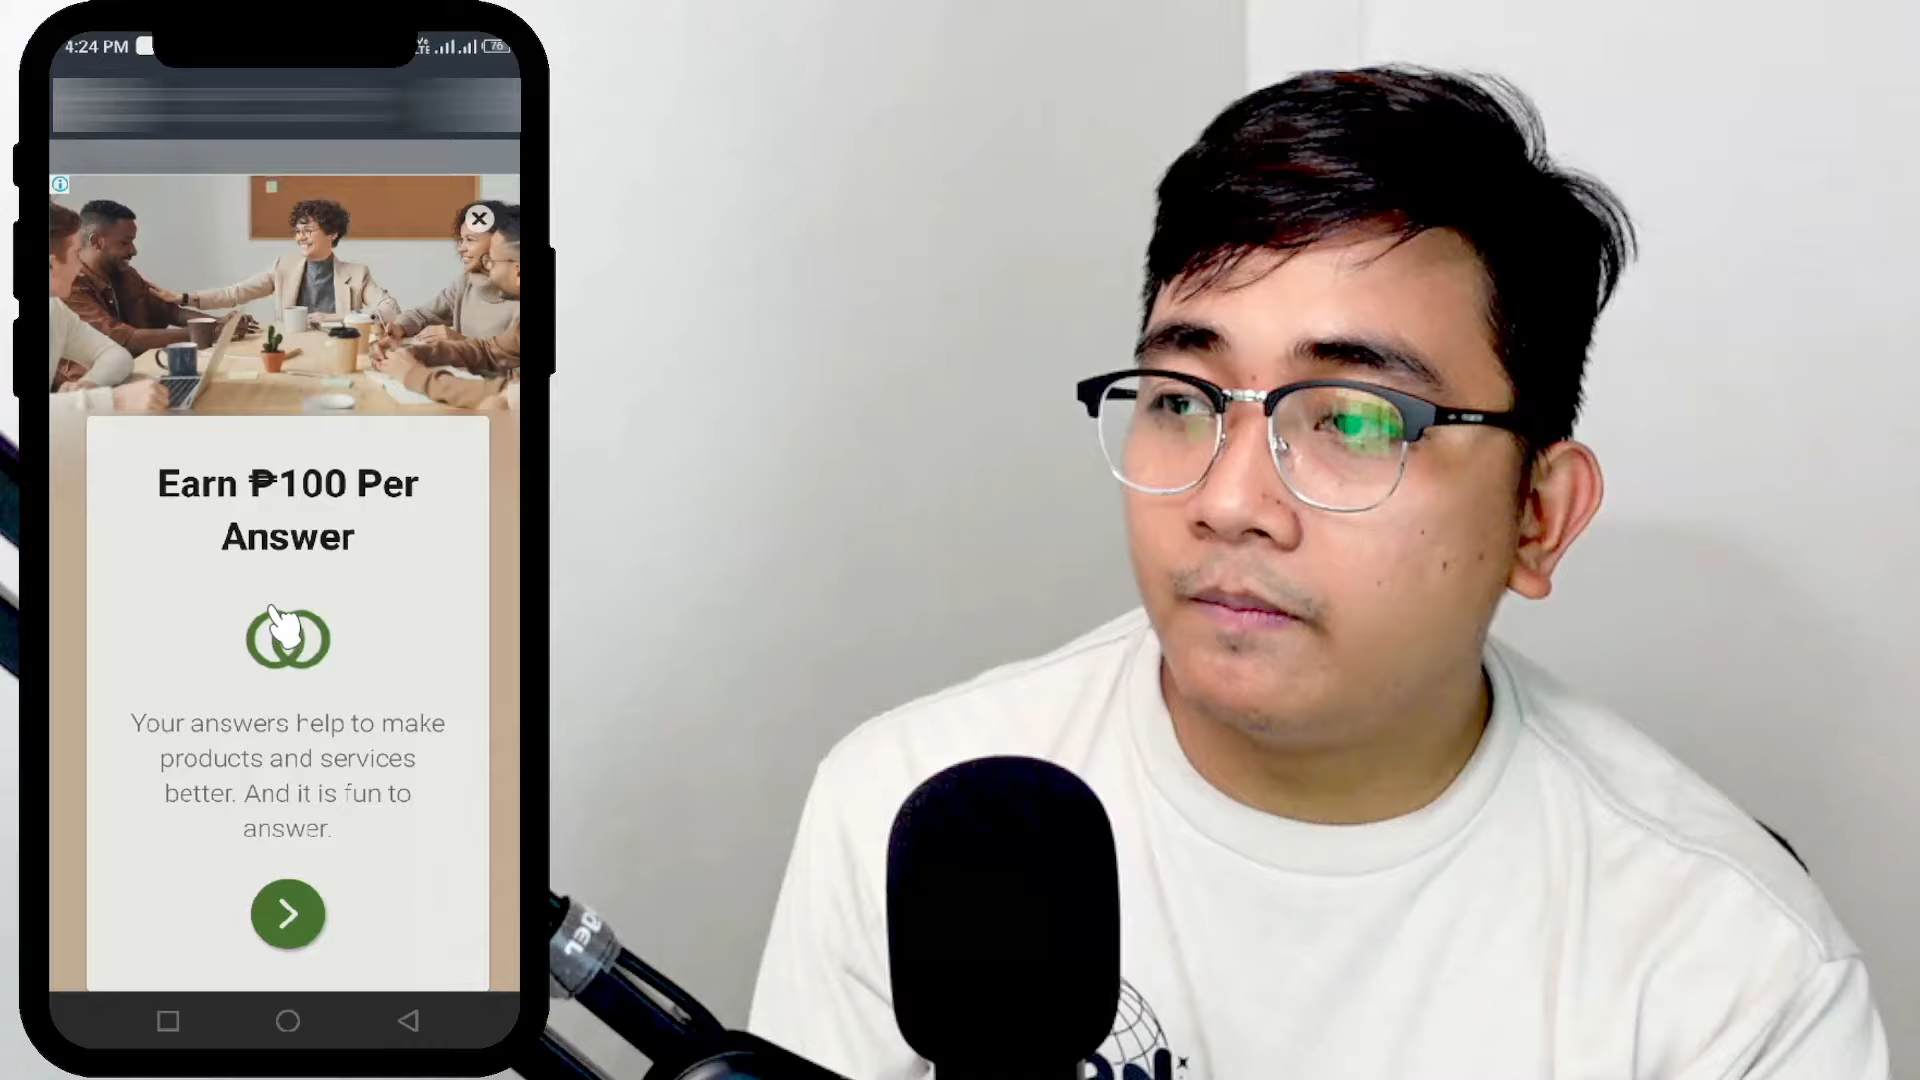 4:24 PM
76
Earn ₱100 Per
Answer
Your answers help to make
products and services
better. And it is fun to
answer.